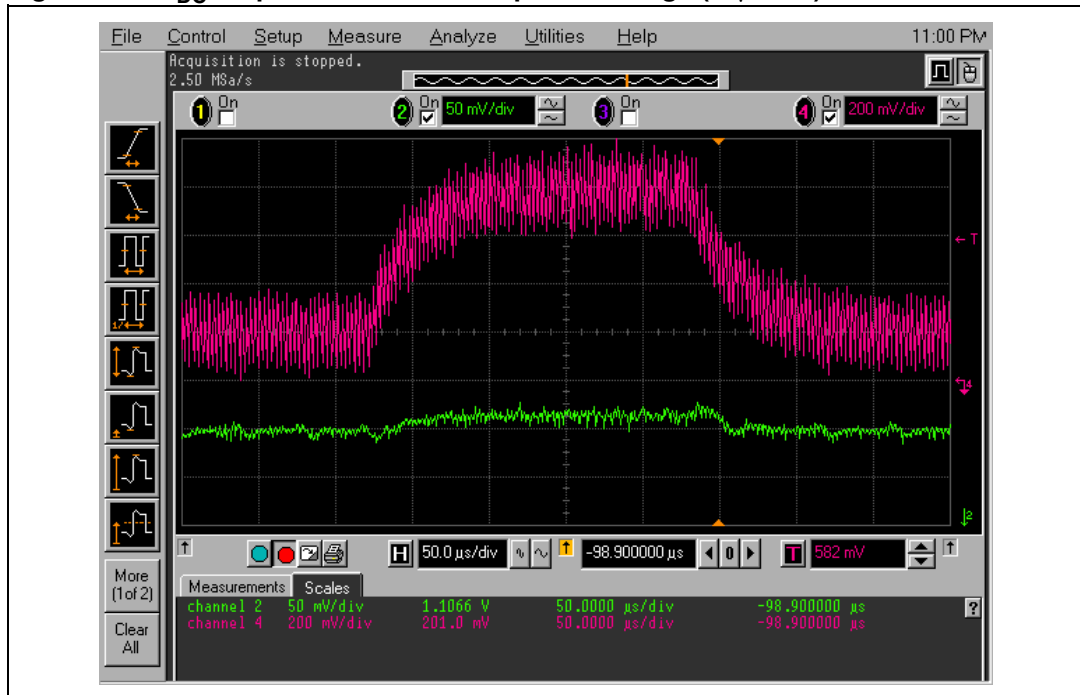 File Control Setup Measure Analyze Utilities Help 11:00 PM
Acquisition is stopped.
2.50 MSa/s
1 On 2 On 50 mV/div 3 On 4 On 200 mV/div
T
1/4
4
2
H 50.0 µs/div -98.900000 µs 0 T 582 mV
More
(1of 2)
Clear
All
Measurements Scales
channel 2 50 mV/div 1.1066 V 50.0000 µs/div -98.900000 µs ?
channel 4 200 mV/div 201.0 mV 50.0000 µs/div -98.900000 µs